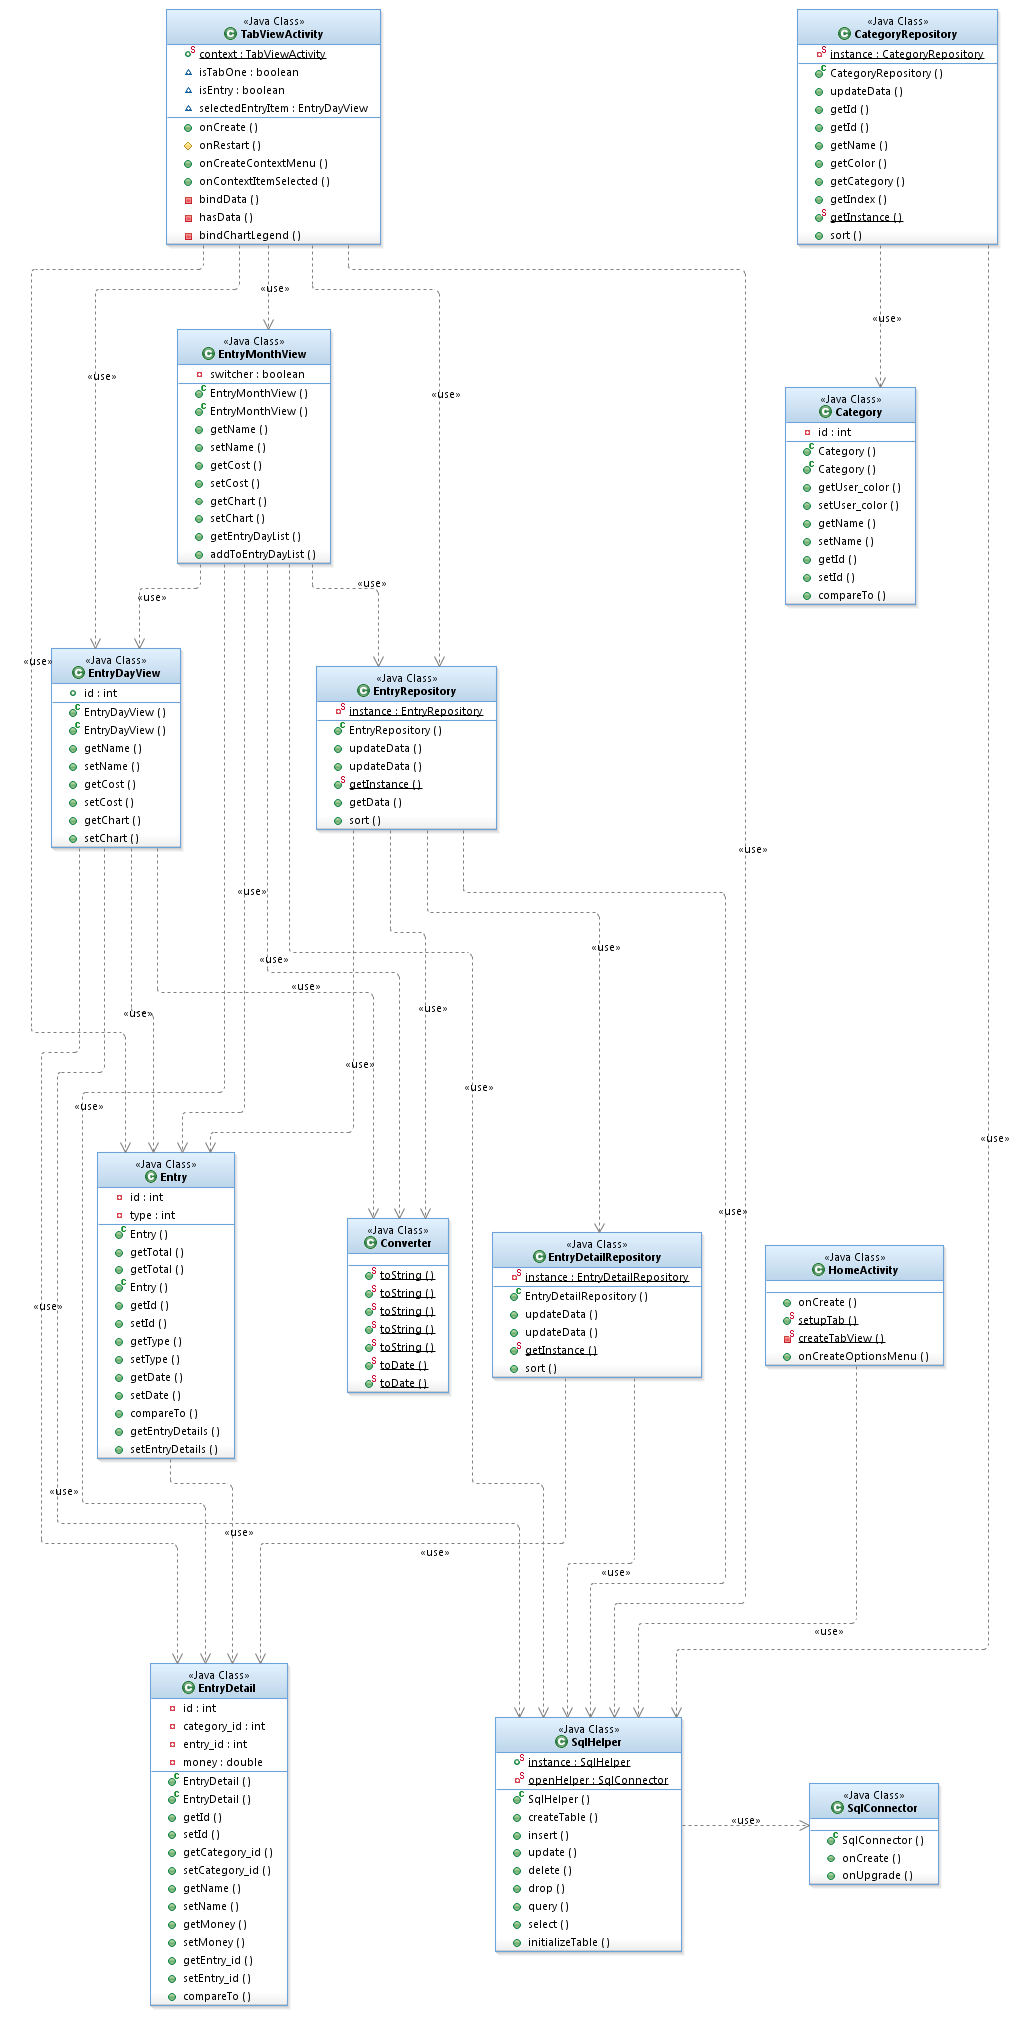 «Java Class»
TabViewActivity
context : TabViewActivity
isTabOne : boolean
isEntry : boolean
selectedEntryItem : EntryDayView
onCreate ( )
onRestart ( )
onCreateContextMenu ( )
onContextItemSelected ( )
bindData ( )
hasData ( )
bindChartLegend ( )
«Java Class»
CategoryRepository
instance : CategoryRepository
CategoryRepository ( )
updateData ( )
getId ( )
getId ( )
getName ( )
getColor ( )
getCategory ( )
getIndex ( )
getInstance ( )
sort ( )
«use»
«use»
«use»
«use»
«Java Class»
EntryMonthView
switcher : boolean
EntryMonthView ( )
EntryMonthView ( )
getName ( )
setName ( )
getCost ( )
setCost ( )
getChart ( )
setChart ( )
getEntryDayList ( )
addToEntryDayList ( )
«Java Class»
Category
id : int
Category ( )
Category ( )
getUser_color ( )
setUser_color ( )
getName ( )
setName ( )
getId ( )
setId ( )
compareTo ( )
«use»
«use»
«use»
«Java Class»
EntryDayView
id : int
EntryDayView ( )
EntryDayView ( )
getName ( )
setName ( )
getCost ( )
setCost ( )
getChart ( )
setChart ( )
«Java Class»
EntryRepository
instance : EntryRepository
EntryRepository ( )
updateData ( )
updateData ( )
getInstance ( )
getData ( )
sort ( )
«use»
«use»
«use»
«use»
«use»
«use»
«use»
«use»
«use»
«use»
«use»
«use»
«use»
«Java Class»
Entry
id : int
type : int
Entry ( )
getTotal ( )
getTotal ( )
Entry ( )
getId ( )
setId ( )
getType ( )
setType ( )
getDate ( )
setDate ( )
compareTo ( )
getEntryDetails ( )
setEntryDetails ( )
«Java Class»
Converter
toString ( )
toString ( )
toString ( )
toString ( )
toString ( )
toDate ( )
toDate ( )
«Java Class»
EntryDetailRepository
instance : EntryDetailRepository
EntryDetailRepository ( )
updateData ( )
updateData ( )
getInstance ( )
sort ( )
«Java Class»
HomeActivity
onCreate ( )
setupTab ( )
createTabView ( )
onCreateOptionsMenu ( )
«use»
«use»
«use»
«use»
«use»
«use»
«Java Class»
EntryDetail
id : int
category_id : int
entry_id : int
money : double
EntryDetail ( )
EntryDetail ( )
getId ( )
setId ( )
getCategory_id ( )
setCategory_id ( )
getName ( )
setName ( )
getMoney ( )
setMoney ( )
getEntry_id ( )
setEntry_id ( )
compareTo ( )
«Java Class»
SqlHelper
instance : SqlHelper
openHelper : SqlConnector
SqlHelper ( )
createTable ( )
insert ( )
update ( )
delete ( )
drop ( )
query ( )
select ( )
initializeTable ( )
«use»
«Java Class»
SqlConnector
SqlConnector ( )
onCreate ( )
onUpgrade ( )